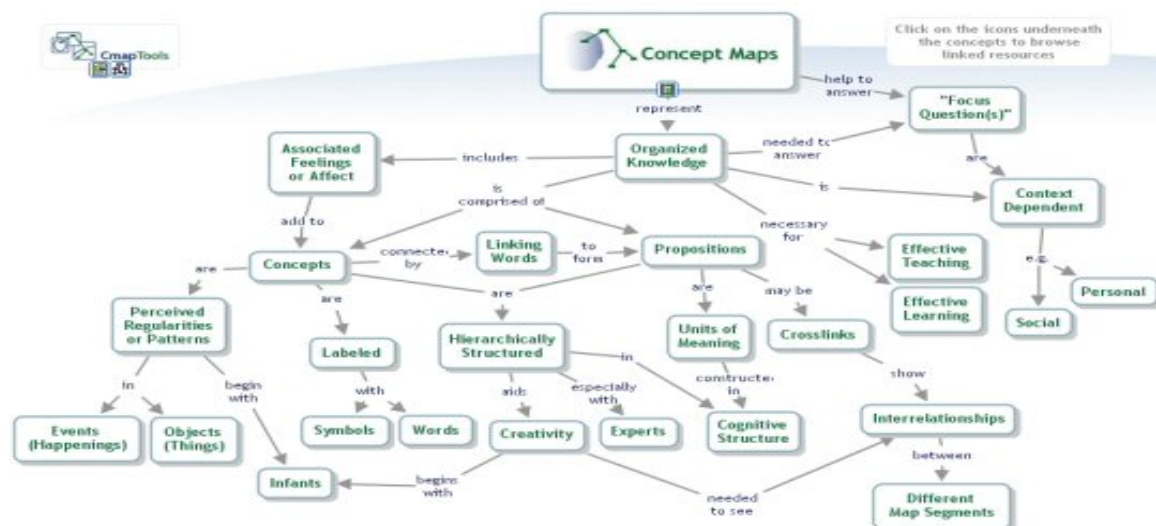 CmapTools
Concept Maps
Click on the icons underneath
the concepts to browse
linked resources
help to
answer
represent
"Focus
Question(s)"
Associated
Feelings
or Affect
includes
Organized
Knowledge
needed to
answer
are
is
comprised of
is
Context
Dependent
add to
necessary
for
Concepts
connected
by
Linking
Words
to
form
Propositions
Effective
Teaching
e.g.
are
are
are
are
may be
Effective
Learning
Personal
Social
Perceived
Regularities
or Patterns
Labeled
Hierarchically
Structured
Units of
Meaning
Crosslinks
in
begin
with
with
aids
especially
with
in
constructed
in
show
Events
(Happenings)
Objects
(Things)
Symbols
Words
Creativity
Experts
Cognitive
Structure
Interrelationships
Infants
begins
with
needed
to see
between
Different
Map Segments